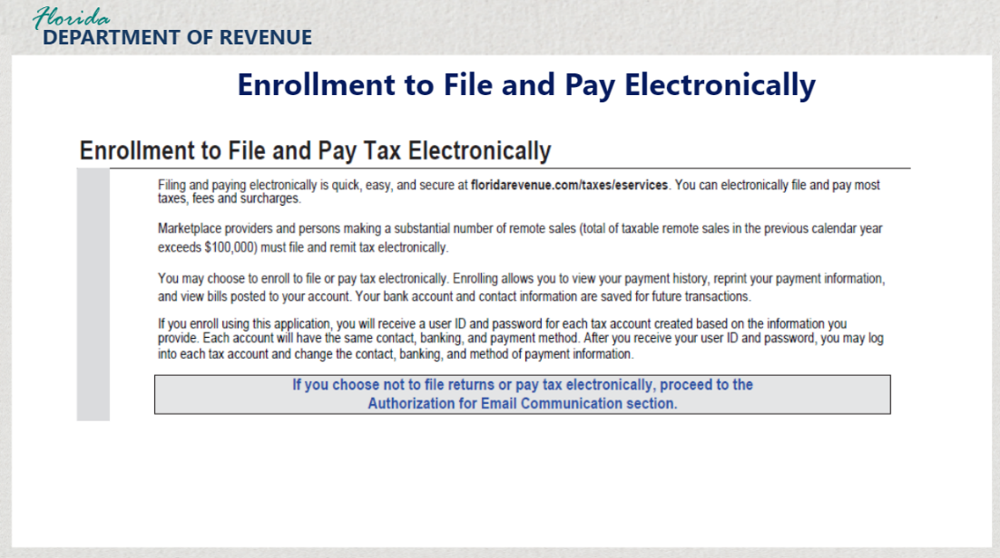 Florida
DEPARTMENT OF REVENUE
Enrollment to File and Pay Electronically
Enrollment to File and Pay Tax Electronically
Filing and paying electronically is quick, easy, and secure at floridarevenue.com/taxes/eservices. You can electronically file and pay most
taxes, fees and surcharges.
Marketplace providers and persons making a substantial number of remote sales (total of taxable remote sales in the previous calendar year
exceeds $100,000) must file and remit tax electronically.
You may choose to enroll to file or pay tax electronically. Enrolling allows you to view your payment history, reprint your payment information,
and view bills posted to your account. Your bank account and contact information are saved for future transactions.
If you enroll using this application, you will receive a user ID and password for each tax account created based on the information you
provide. Each account will have the same contact, banking, and payment method. After you receive your user ID and password, you may log
into each tax account and change the contact, banking, and method of payment information.
If you choose not to file returns or pay tax electronically, proceed to the
Authorization for Email Communication section.